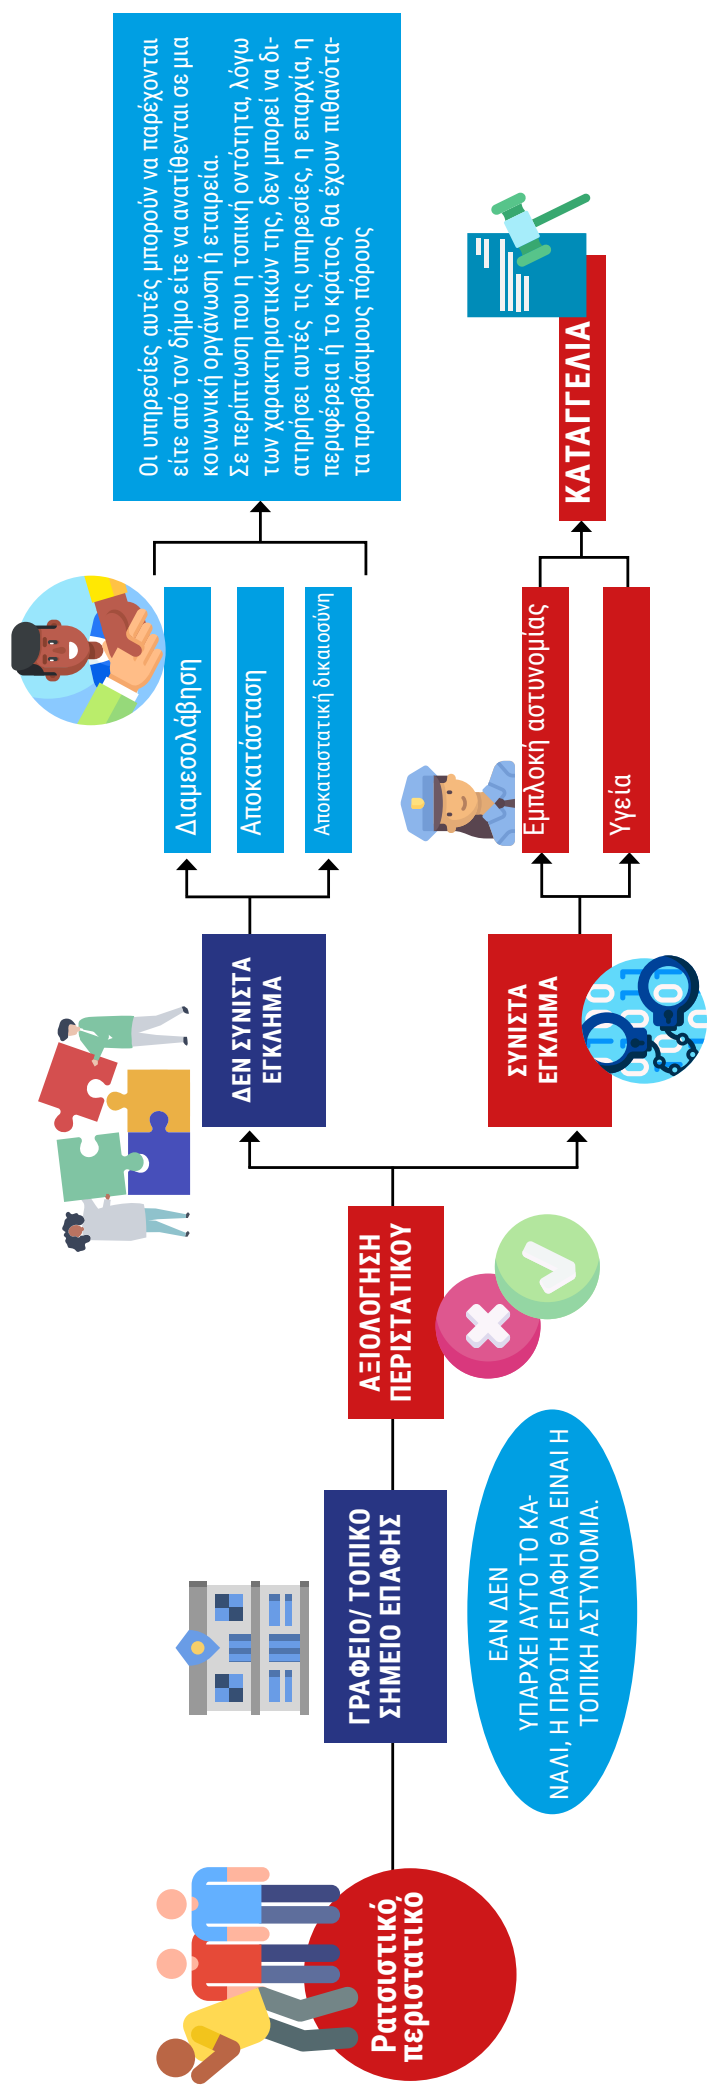 Ρατσιστικό
περιστατικό
ΓΡΑΦΕΙΟ/ ΤΟΠΙΚΟ
ΣΗΜΕΙΟ ΕΠΑΦΗΣ
ΕΑΝ ΔΕΝ
ΥΠΑΡΧΕΙ ΑΥΤΟ ΤΟ ΚΑ-
ΝΑΛΙ, Η ΠΡΩΤΗ ΕΠΑΦΗ ΘΑ ΕΙΝΑΙ Η
ΤΟΠΙΚΗ ΑΣΤΥΝΟΜΙΑ.
ΑΞΙΟΛΟΓΗΣΗ
ΠΕΡΙΣΤΑΤΙΚΟΥ
ΔΕΝ ΣΥΝΙΣΤΑ
ΕΓΚΛΗΜΑ
Διαμεσολάβηση
Αποκατάσταση
Αποκαταστατική δικαιοσύνη
Οι υπηρεσίες αυτές μπορούν να παρέχονται
είτε από τον δήμο είτε να ανατίθενται σε μια
κοινωνική οργάνωση ή εταιρεία.
Σε περίπτωση που η τοπική οντότητα, λόγω
των χαρακτηριστικών της, δεν μπορεί να δι-
ατηρήσει αυτές τις υπηρεσίες, η επαρχία, η
περιφέρεια ή το κράτος θα έχουν πιθανότα-
τα προσβάσιμους πόρους
ΣΥΝΙΣΤΑ
ΕΓΚΛΗΜΑ
Εμπλοκή αστυνομίας
Υγεία
ΚΑΤΑΓΓΕΛΙΑ